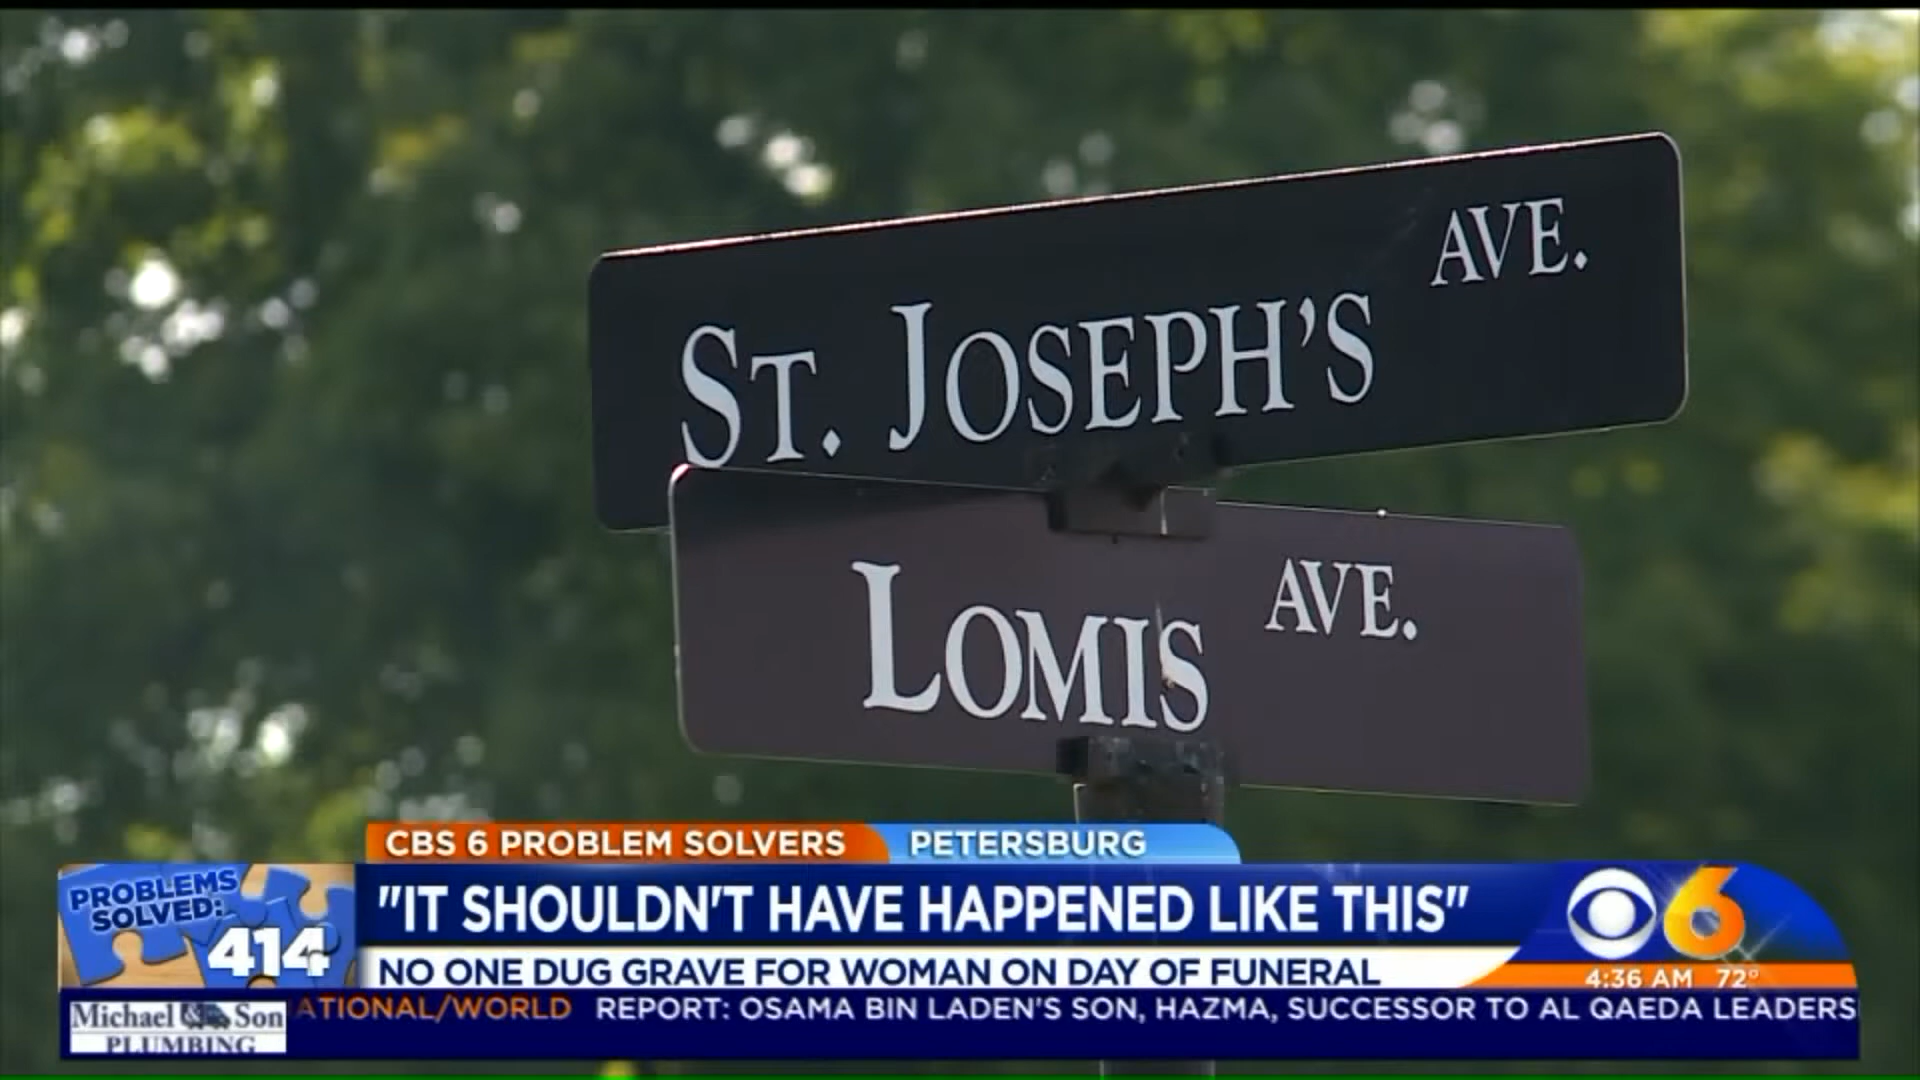 ST. JOSEPH'S AVE.
LOMIS AVE.
CBS 6 PROBLEM SOLVERS PETERSBURG
PROBLEMS
SOLVED:
414
"IT SHOULDN'T HAVE HAPPENED LIKE THIS"
NO ONE DUG GRAVE FOR WOMAN ON DAY OF FUNERAL
6
4:36 AM 72°
Michael & Son
PLUMBING
ATIONAL/WORLD REPORT: OSAMA BIN LADEN'S SON, HAZMA, SUCCESSOR TO AL QAEDA LEADERS